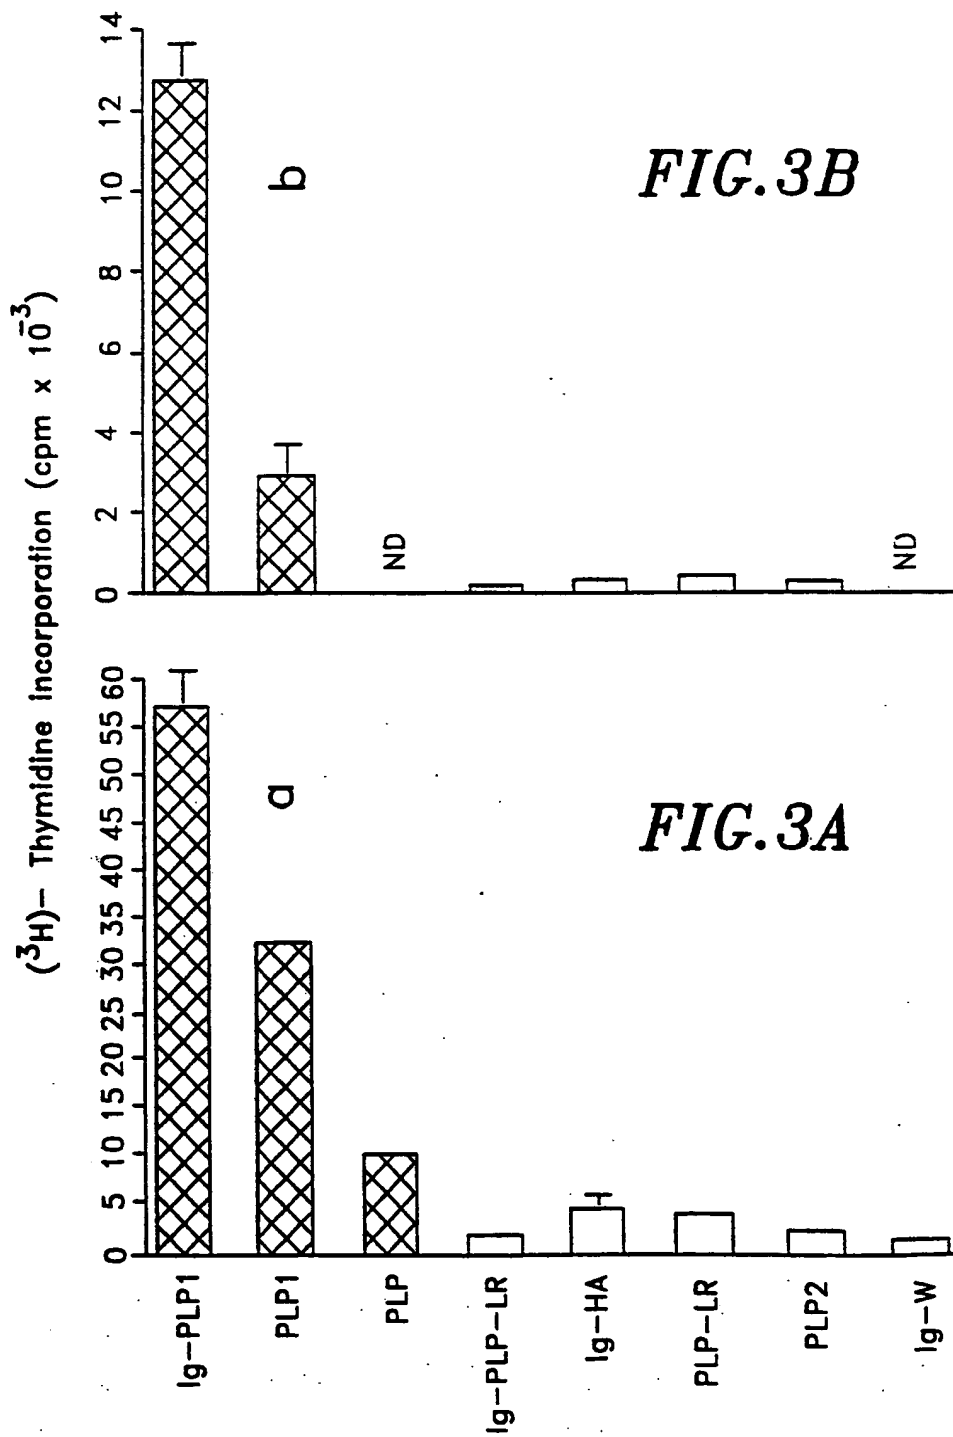 (³H)— Thymidine incorporation (cpm x 10⁻³)
0 2 4 6 8 10 12 14
b
ND
ND
FIG.3B
0 5 10 15 20 25 30 35 40 45 50 55 60
a
FIG.3A
Ig—PLP1
PLP1
PLP
Ig—PLP—LR
Ig—HA
PLP—LR
PLP2
Ig—W